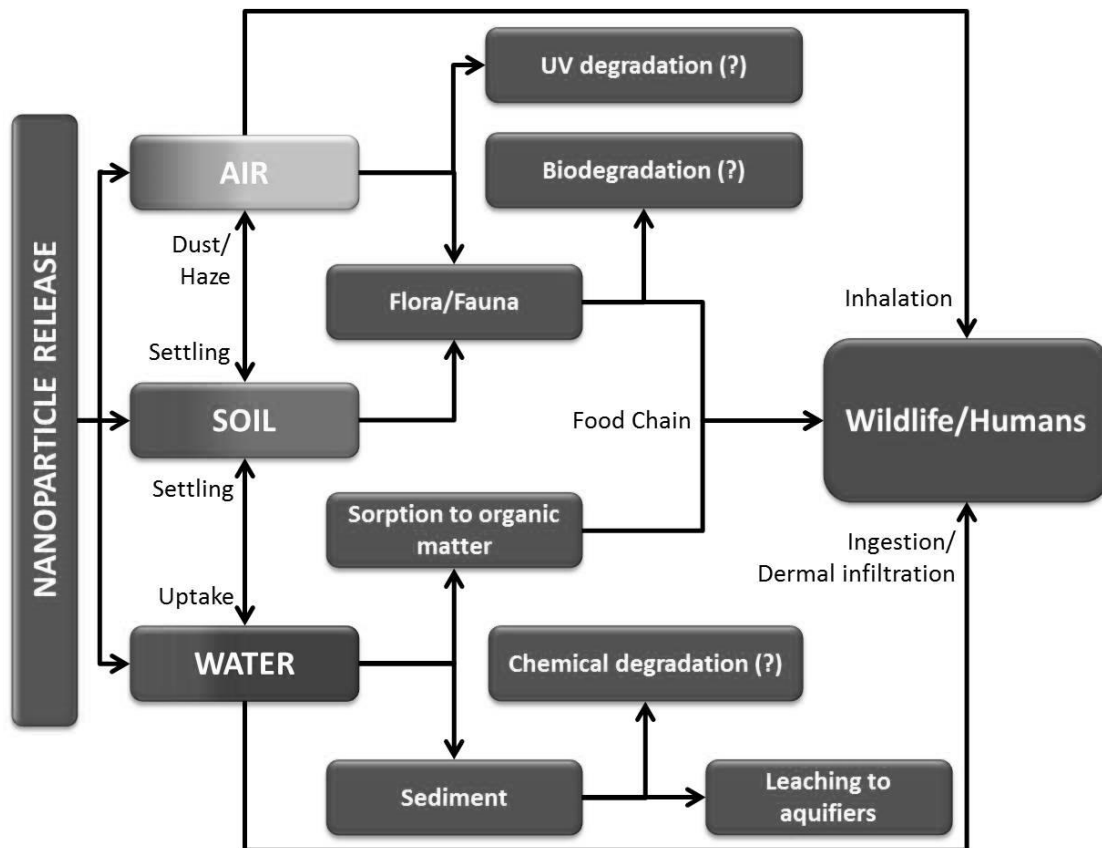 NANOPARTICLE RELEASE
UV degradation (?)
AIR
Biodegradation (?)
Dust/
Haze
Flora/Fauna
Inhalation
Settling
SOIL
Food Chain
Wildlife/Humans
Settling
Sorption to organic
matter
Ingestion/
Dermal infiltration
Uptake
WATER
Chemical degradation (?)
Sediment
Leaching to
aquifiers